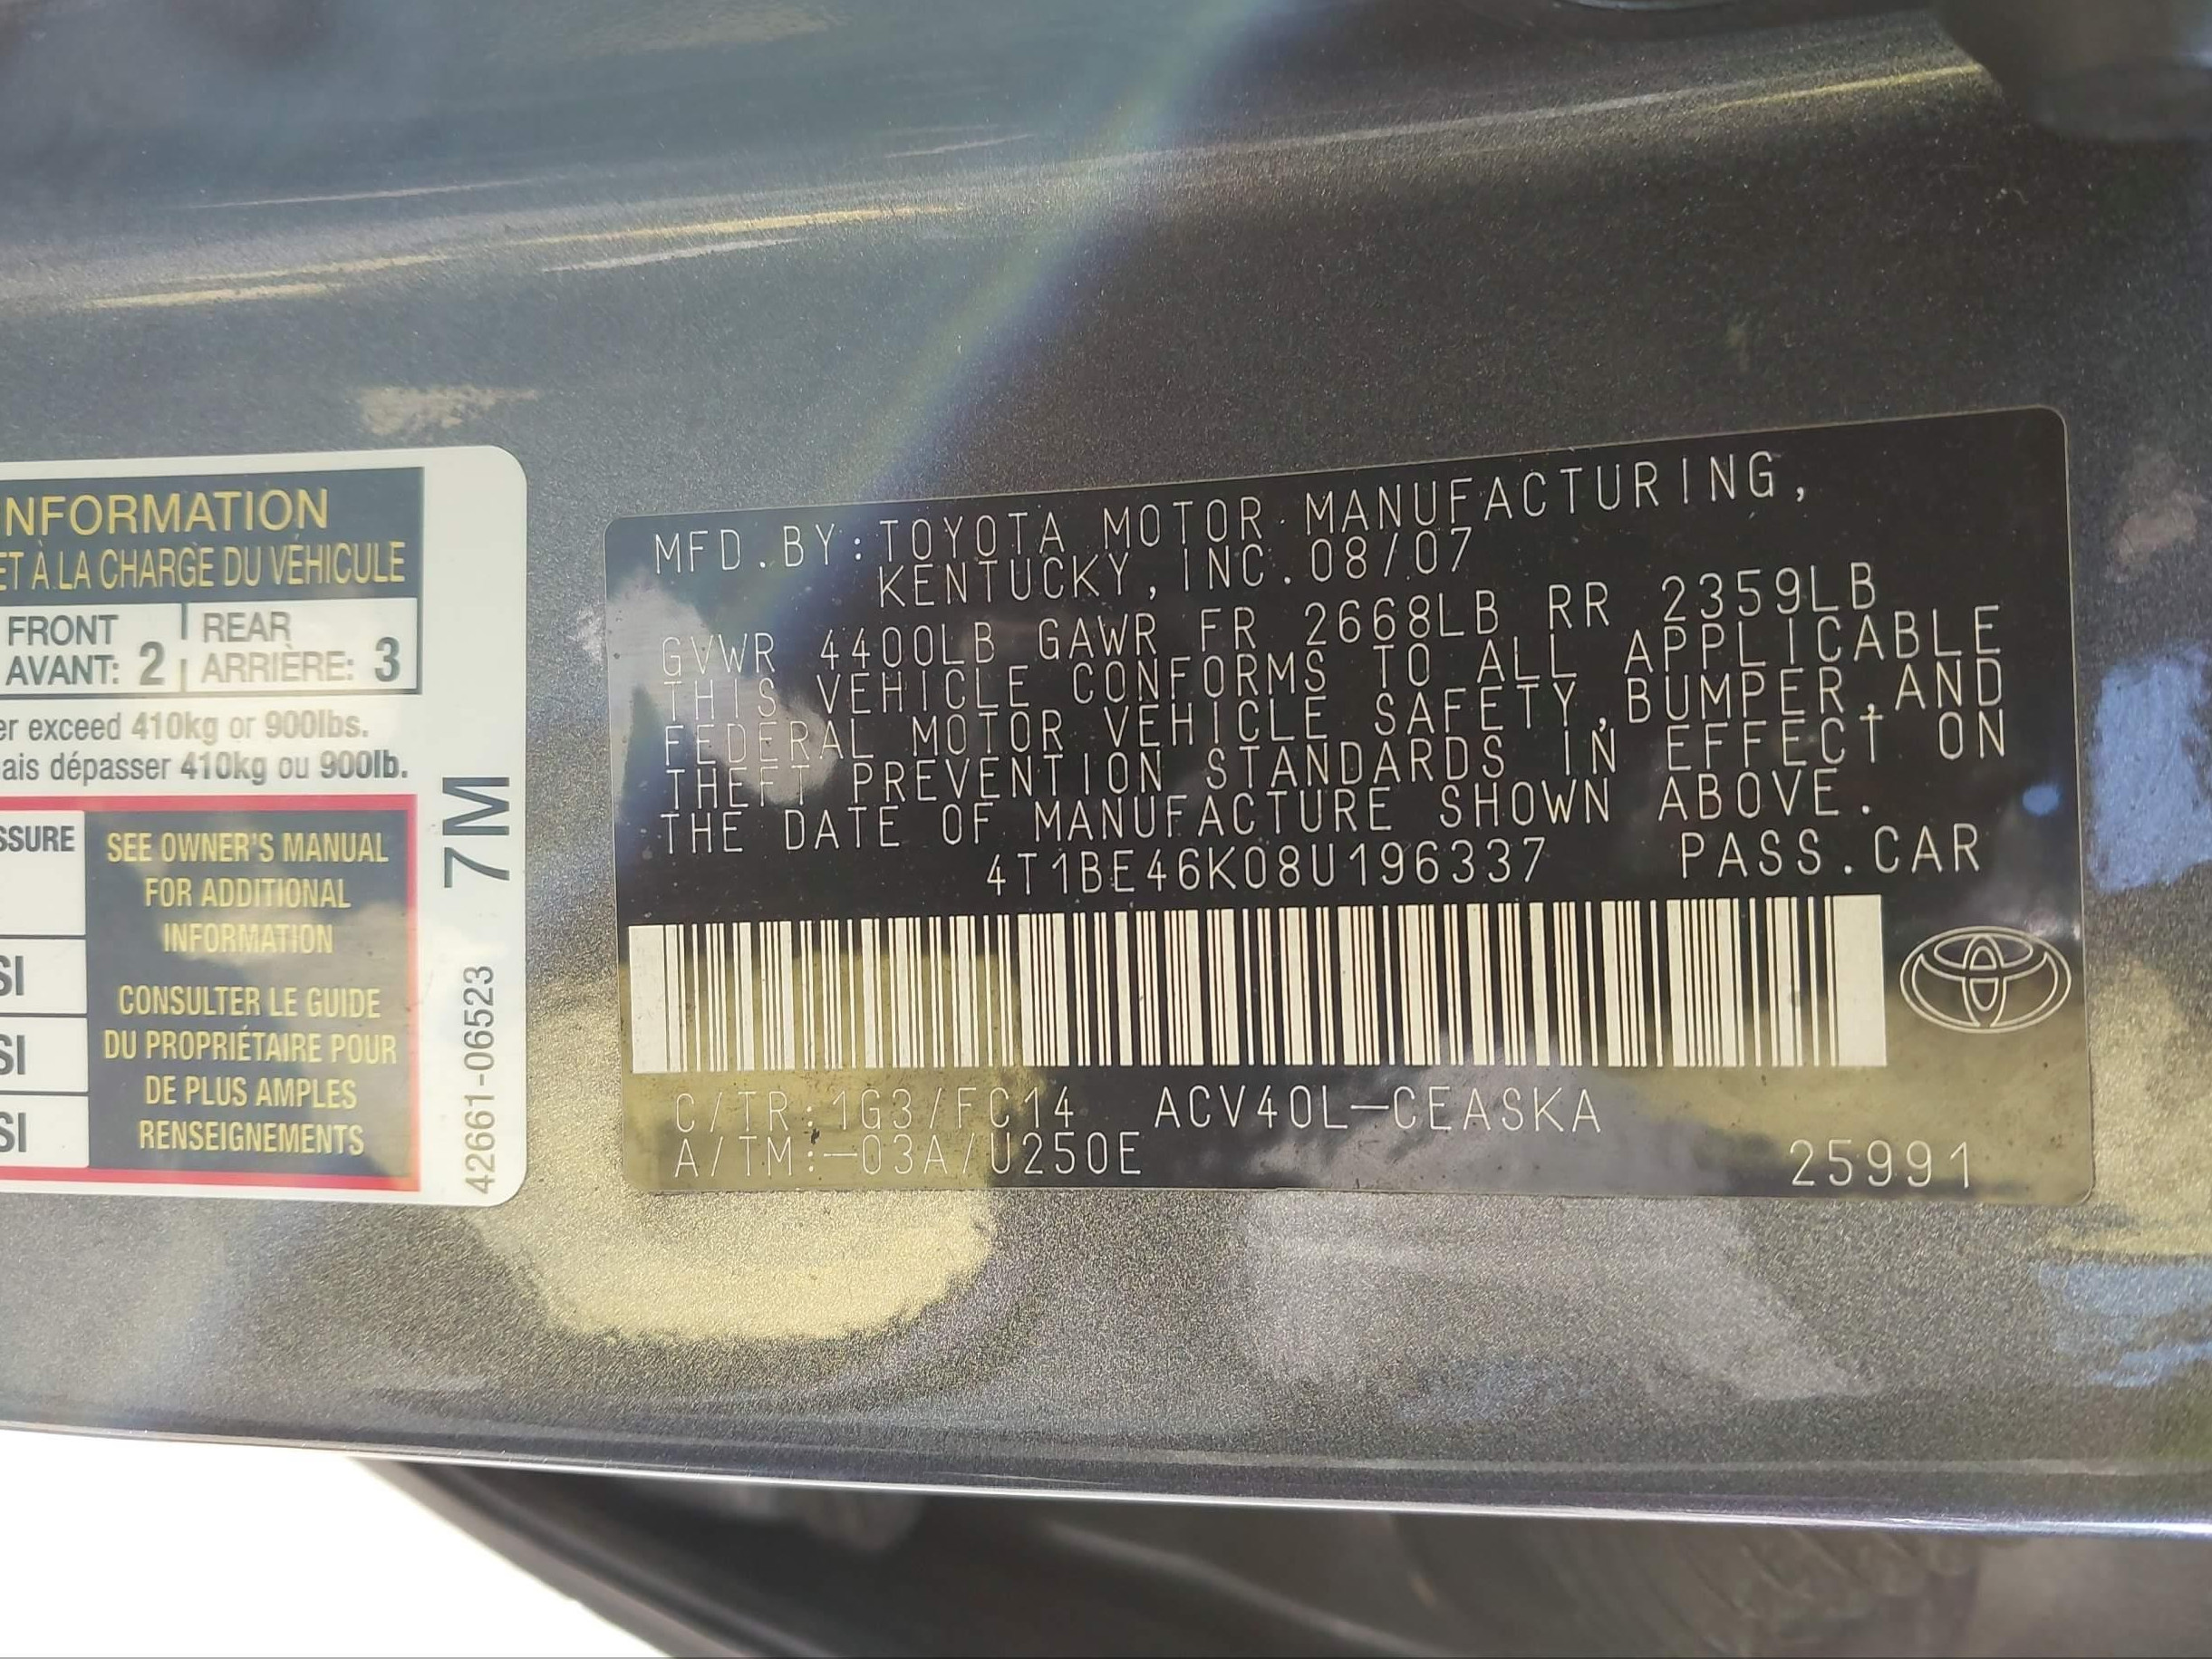 NFORMATION
ET À LA CHARGE DU VÉHICULE
FRONT
AVANT: 2
REAR
ARRIÈRE: 3
er exceed 410kg or 900lbs.
ais dépasser 410kg ou 900lb.
SSURE
SI
SI
SI
SEE OWNER'S MANUAL
FOR ADDITIONAL
INFORMATION
CONSULTER LE GUIDE
DU PROPRIÉTAIRE POUR
DE PLUS AMPLES
RENSEIGNEMENTS
7M
42661-06523
MFD.BY:TOYOTA MOTOR MANUFACTURING,
KENTUCKY,INC.08/07
GVWR 4400LB GAWR FR 2668LB RR 2359LB
THIS VEHICLE CONFORMS TO ALL APPLICABLE
FEDERAL MOTOR VEHICLE SAFETY,BUMPER,AND
THEFT PREVENTION STANDARDS IN EFFECT ON
THE DATE OF MANUFACTURE SHOWN ABOVE.
4T1BE46K08U196337 PASS.CAR
C/TR:1G3/FC14 ACV40L-CEASKA
A/TM:-03A/U250E
25991